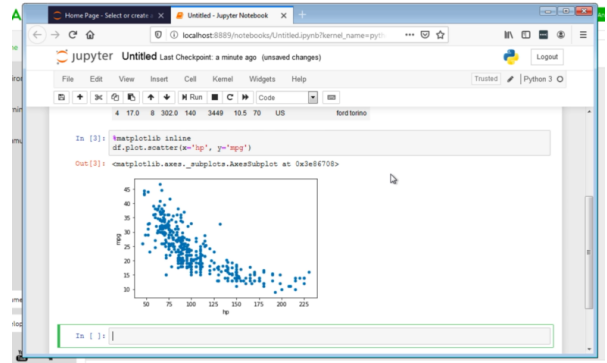 Home Page - Select or create a
Untitled - Jupyter Notebook
localhost:8889/notebooks/Untitled.ipynb?kernel_name=pyth
jupyter Untitled Last Checkpoint: a minute ago (unsaved changes)
Logout
File Edit View Insert Cell Kernel Widgets Help
Trusted
Python 3
Run
Code
4 17.0 8 302.0 140 3449 10.5 70 US ford torino
In [3]: %matplotlib inline
df.plot.scatter(x='hp', y='mpg')
Out[3]: <matplotlib.axes._subplots.AxesSubplot at 0x3e86708>
45
40
35
30
25
20
15
10
mpg
50 75 100 125 150 175 200 225
hp
In [ ]: